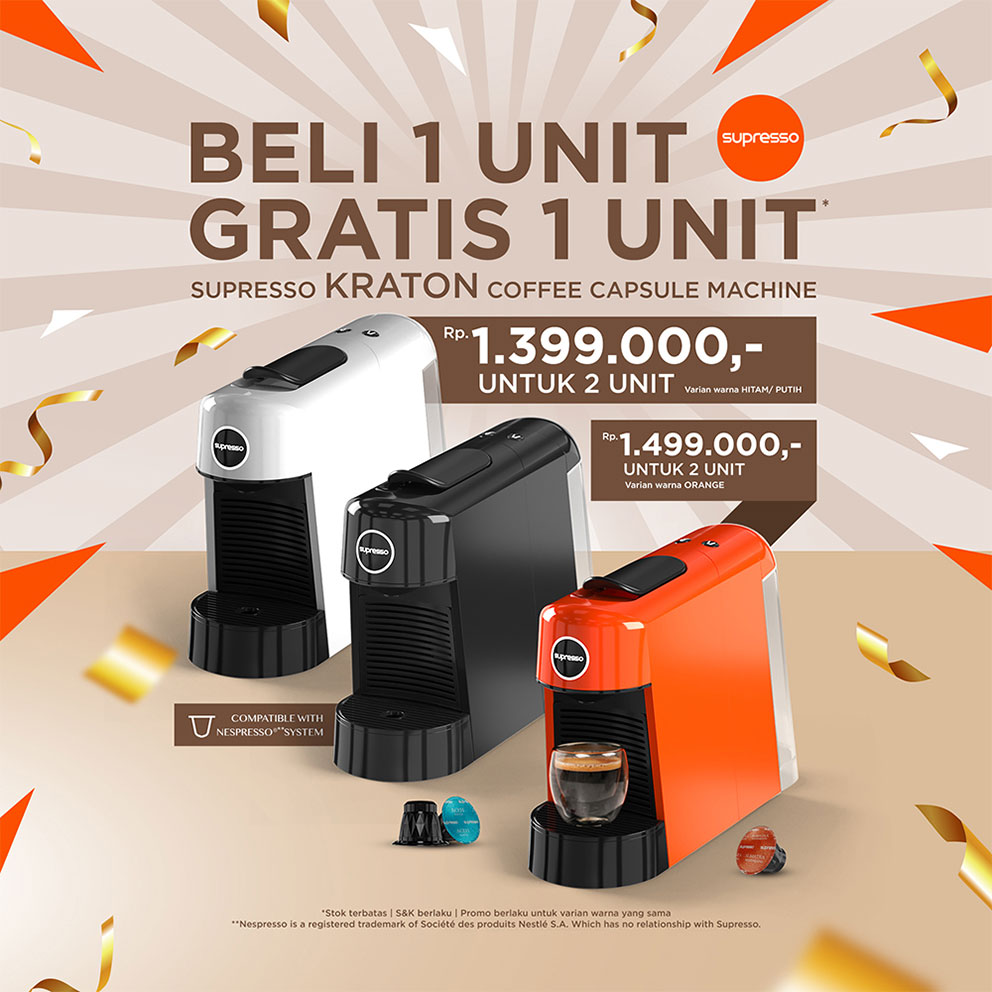 BELI 1 UNIT
supresso
GRATIS 1 UNIT*
SUPRESSO KRATON COFFEE CAPSULE MACHINE
Rp. 1.399.000,-
UNTUK 2 UNIT Varian warna HITAM/ PUTIH
Rp. 1.499.000,-
UNTUK 2 UNIT
Varian warna ORANGE
supresso
supresso
supresso
COMPATIBLE WITH
NESPRESSO®**SYSTEM
*Stok terbatas | S&K berlaku | Promo berlaku untuk varian warna yang sama
**Nespresso is a registered trademark of Société des produits Nestlé S.A. Which has no relationship with Supresso.